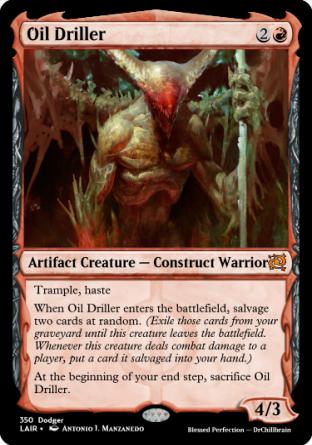 Oil Driller 2
Artifact Creature — Construct Warrior
Trample, haste
When Oil Driller enters the battlefield, salvage
two cards at random. (Exile those cards from your
graveyard until this creature leaves the battlefield.
Whenever this creature deals combat damage to a
player, put a card it salvaged into your hand.)
At the beginning of your end step, sacrifice Oil
Driller.
4/3
350 Dodger
LAIR • Antonio J. Manzanedo
Blessed Perfection — DrChillbrain